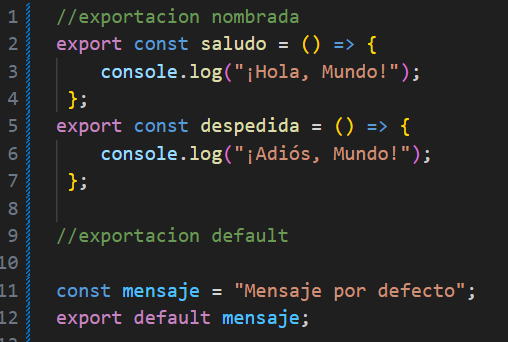 1 //exportacion nombrada
2 export const saludo = () => {
3 console.log("¡Hola, Mundo!");
4 };
5 export const despedida = () => {
6 console.log("¡Adiós, Mundo!");
7 };
8
9 //exportacion default
10
11 const mensaje = "Mensaje por defecto";
12 export default mensaje;